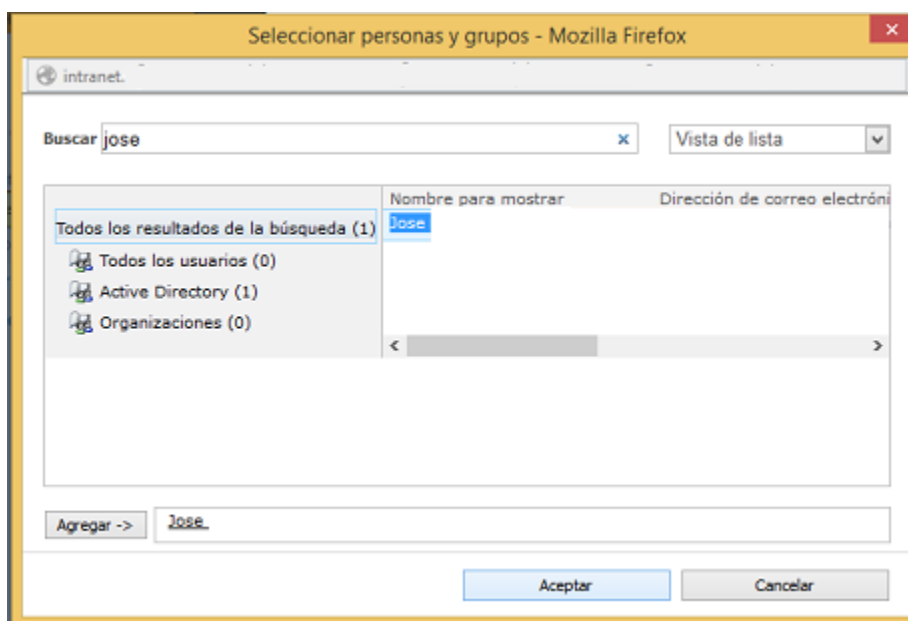 Seleccionar personas y grupos - Mozilla Firefox
intranet.
Buscar jose
Vista de lista
Nombre para mostrar Dirección de correo electróni
Todos los resultados de la búsqueda (1)
Jose
Todos los usuarios (0)
Active Directory (1)
Organizaciones (0)
Agregar -> Jose
Aceptar Cancelar